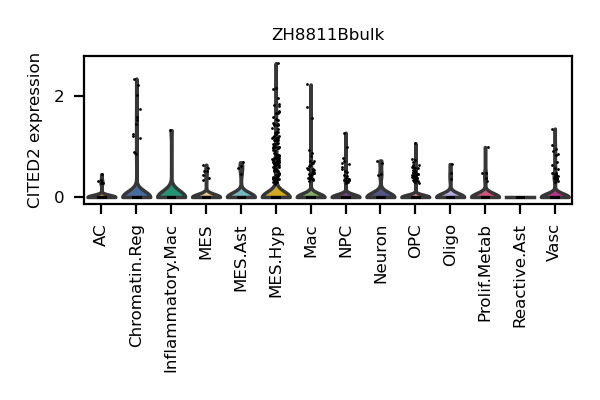 ZH8811Bbulk
CITED2 expression
2
0
AC
Chromatin.Reg
Inflammatory.Mac
MES
MES.Ast
MES.Hyp
Mac
NPC
Neuron
OPC
Oligo
Prolif.Metab
Reactive.Ast
Vasc